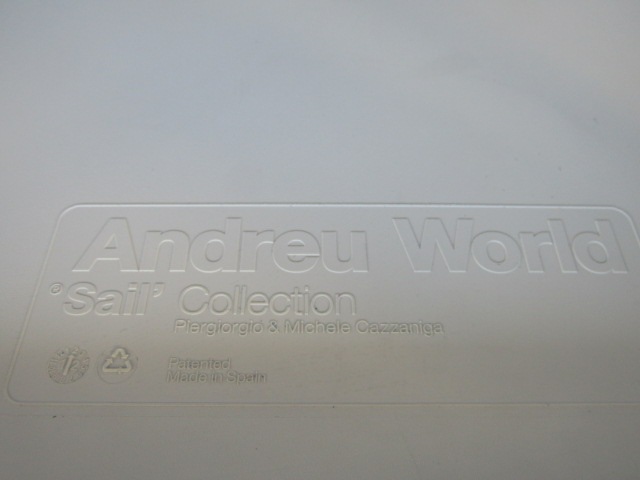 Andreu World
®'Sail' Collection
Piergiorgio & Michele Cazzaniga
Patented
Made in Spain